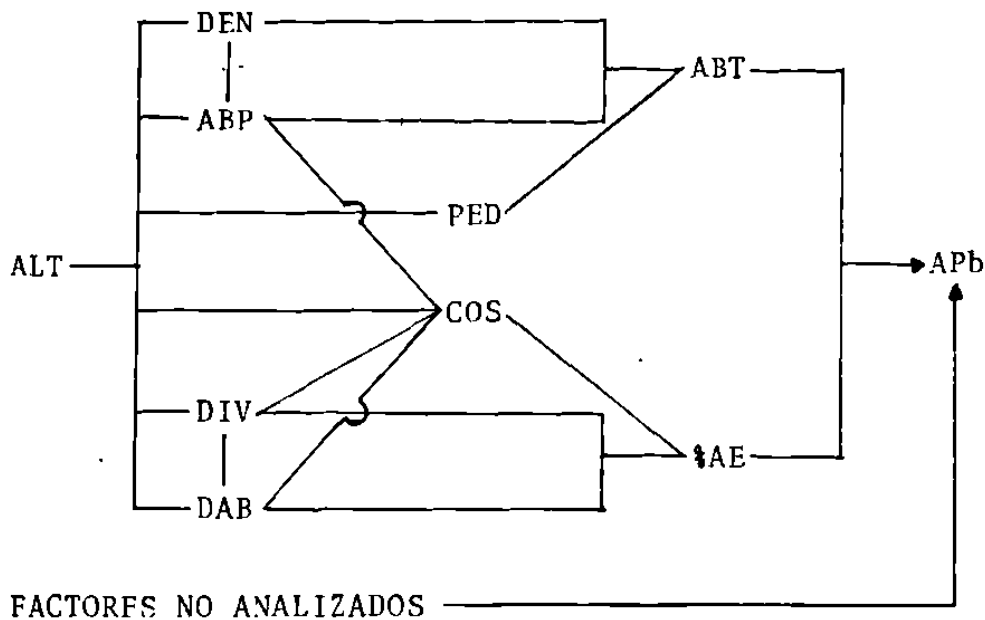 DEN
ABT
ABP
PED
ALT
APb
COS
DIV
%AE
DAB
FACTORES NO ANALIZADOS